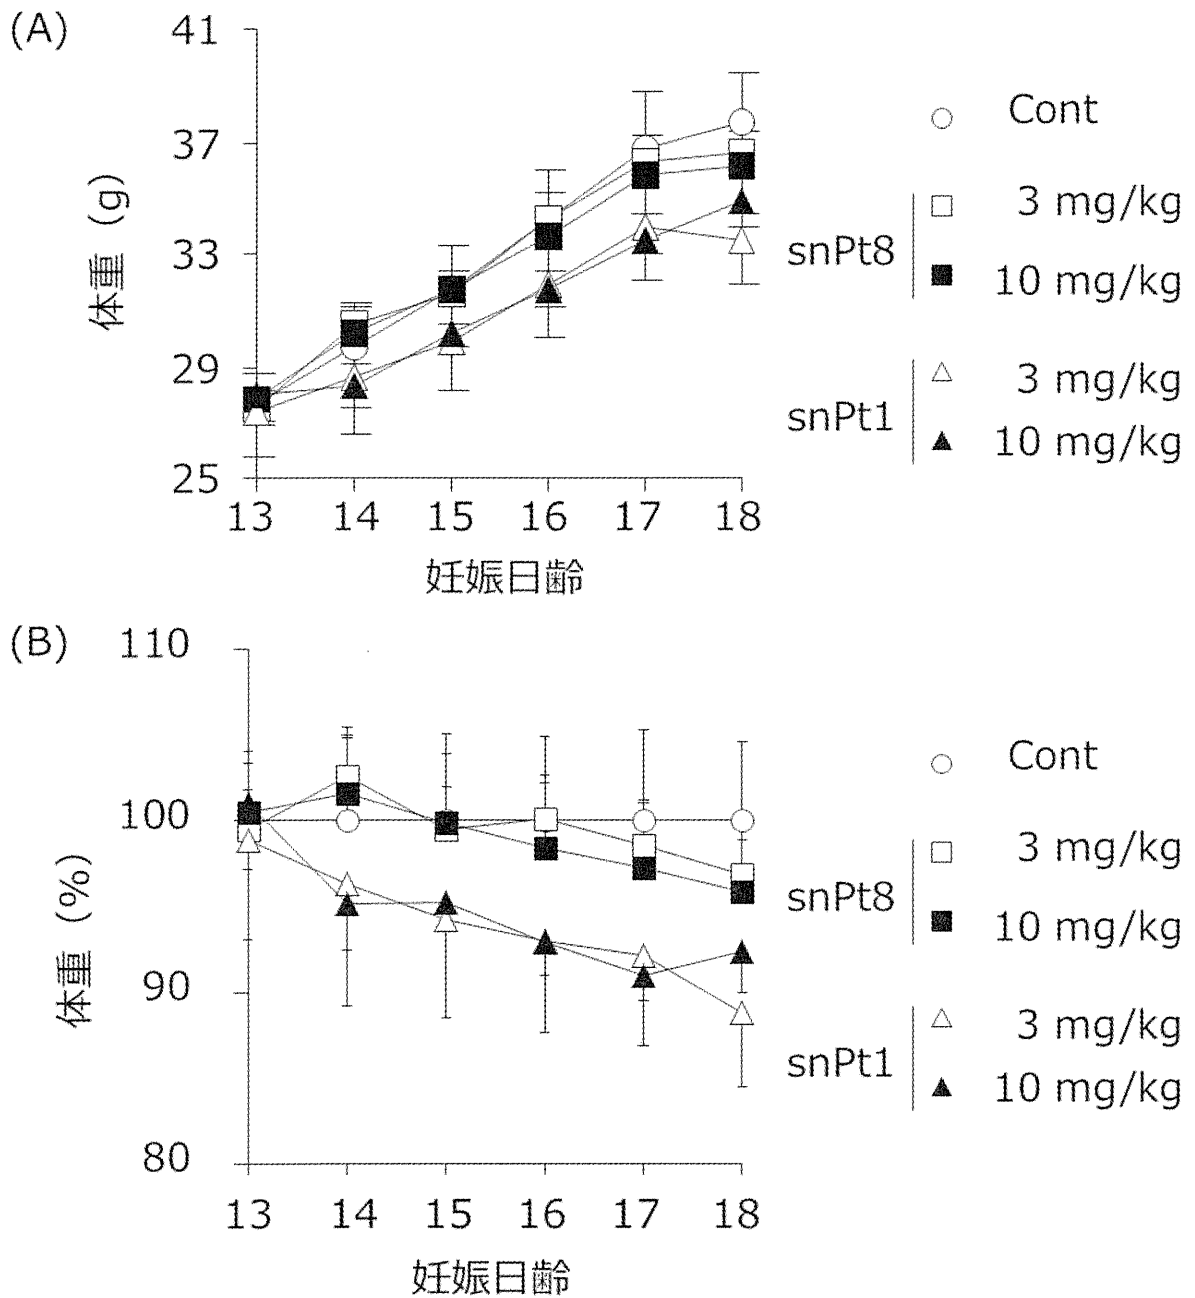 (A)
体重 (g)
41
37
33
29
25
13 14 15 16 17 18
妊娠日齢
Cont
snPt8
3 mg/kg
10 mg/kg
snPt1
3 mg/kg
10 mg/kg
(B)
体重 (%)
110
100
90
80
13 14 15 16 17 18
妊娠日齢
Cont
snPt8
3 mg/kg
10 mg/kg
snPt1
3 mg/kg
10 mg/kg